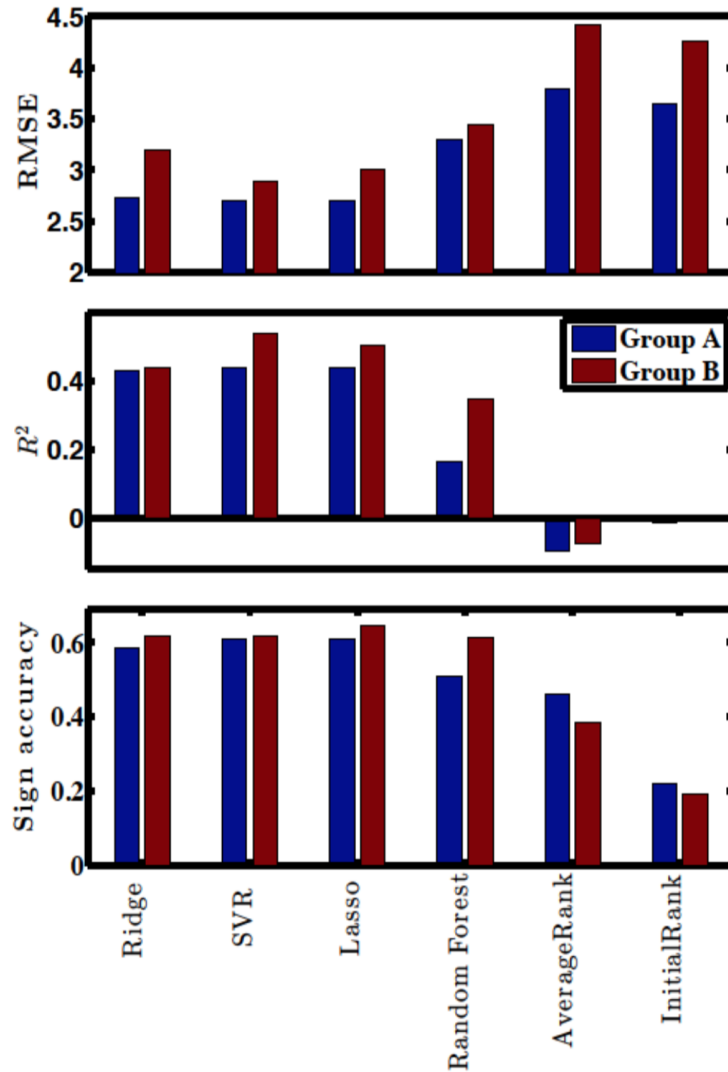 RMSE
4.5
4
3.5
3
2.5
2
R²
0.4
0.2
0
Group A
Group B
Sign accuracy
0.6
0.4
0.2
0
Ridge
SVR
Lasso
Random Forest
AverageRank
InitialRank